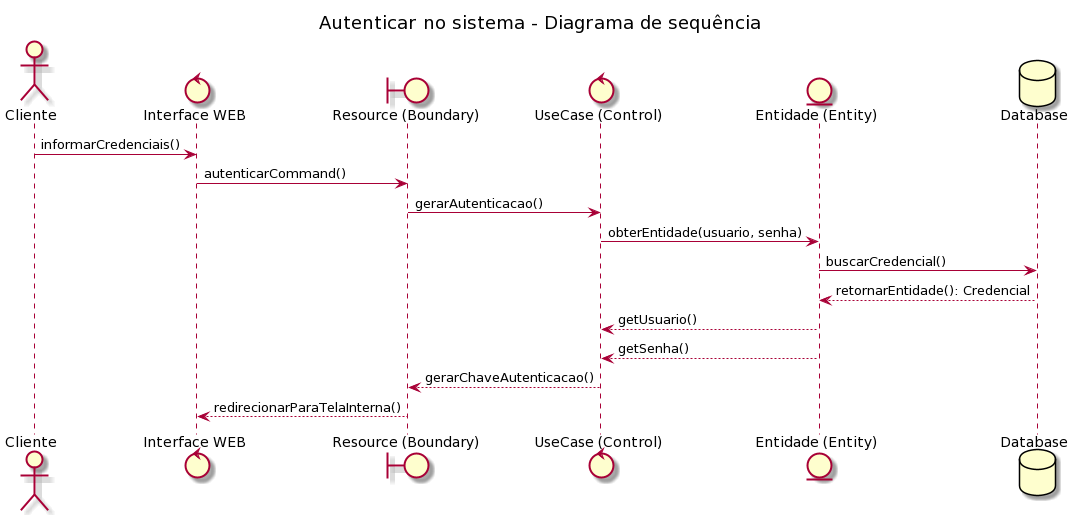 Autenticar no sistema - Diagrama de sequência
Cliente
Interface WEB
Resource (Boundary)
UseCase (Control)
Entidade (Entity)
Database
informarCredenciais()
autenticarCommand()
gerarAutenticacao()
obterEntidade(usuario, senha)
buscarCredencial()
retornarEntidade(): Credencial
getUsuario()
getSenha()
gerarChaveAutenticacao()
redirecionarParaTelaInterna()
Cliente
Interface WEB
Resource (Boundary)
UseCase (Control)
Entidade (Entity)
Database